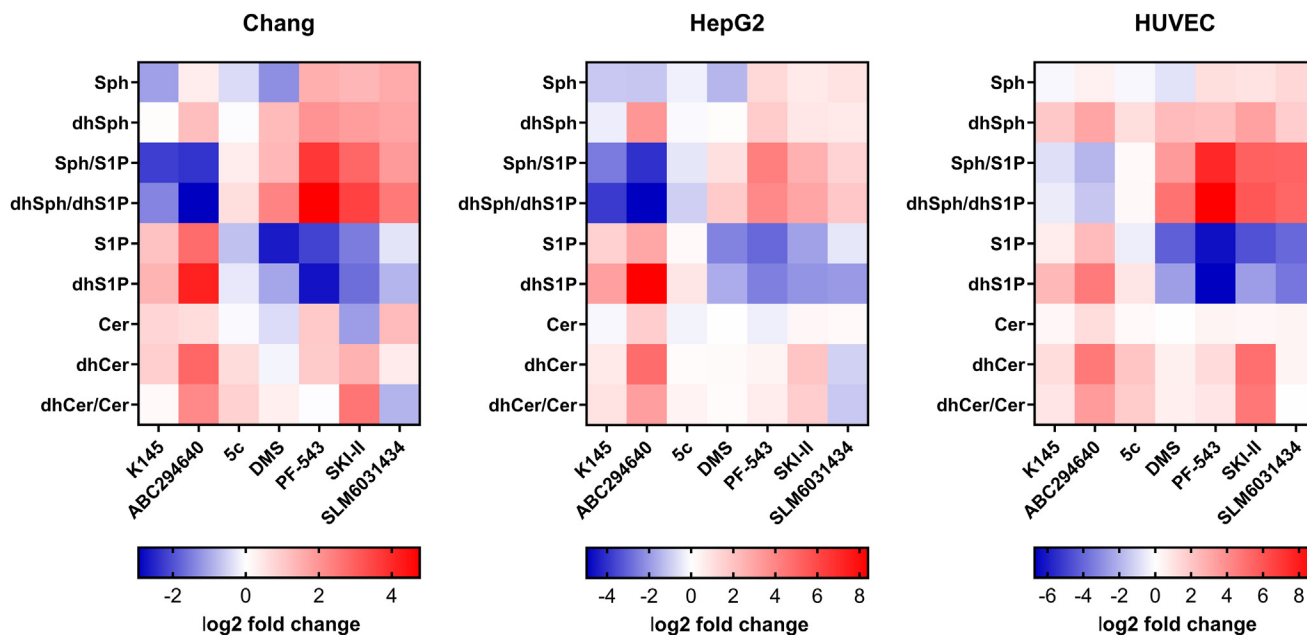 Chang
Sph
dhSph
Sph/S1P
dhSph/dhS1P
S1P
dhS1P
Cer
dhCer
dhCer/Cer
K145
ABC294640
5c
DMS
PF-543
SKI-II
SLM6031434
-2 0 2 4
log2 fold change
HepG2
Sph
dhSph
Sph/S1P
dhSph/dhS1P
S1P
dhS1P
Cer
dhCer
dhCer/Cer
K145
ABC294640
5c
DMS
PF-543
SKI-II
SLM6031434
-4 -2 0 2 4 6 8
log2 fold change
HUVEC
Sph
dhSph
Sph/S1P
dhSph/dhS1P
S1P
dhS1P
Cer
dhCer
dhCer/Cer
K145
ABC294640
5c
DMS
PF-543
SKI-II
SLM6031434
-6 -4 -2 0 2 4 6 8
log2 fold change